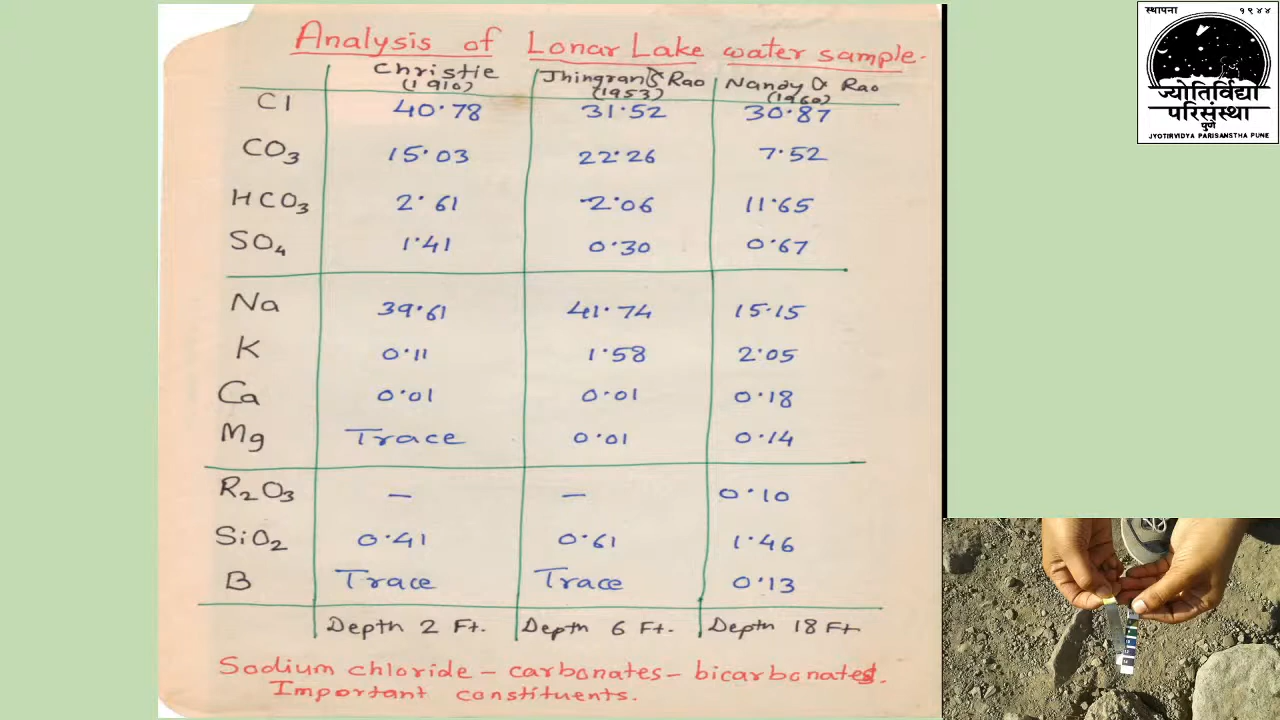 Analysis of Lonar Lake water sample.
Christie (1910) Jhingran & Rao (1953) Nandy & Rao (1960)
Cl 40.78 31.52 30.87
CO3 15.03 22.26 7.52
HCO3 2.61 2.06 11.65
SO4 1.41 0.30 0.67
Na 39.61 41.74 15.15
K 0.11 1.58 2.05
Ca 0.01 0.01 0.18
Mg Trace 0.01 0.14
R2O3 – – 0.10
SiO2 0.41 0.61 1.46
B Trace Trace 0.13
Depth 2 Ft. Depth 6 Ft. Depth 18 Ft
Sodium chloride – carbonates – bicarbonates.
Important constituents.
स्थापना १९४४
ज्योतिर्विद्या
परिसंस्था
पुणे
JYOTIRVIDYA PARISANSTHA PUNE